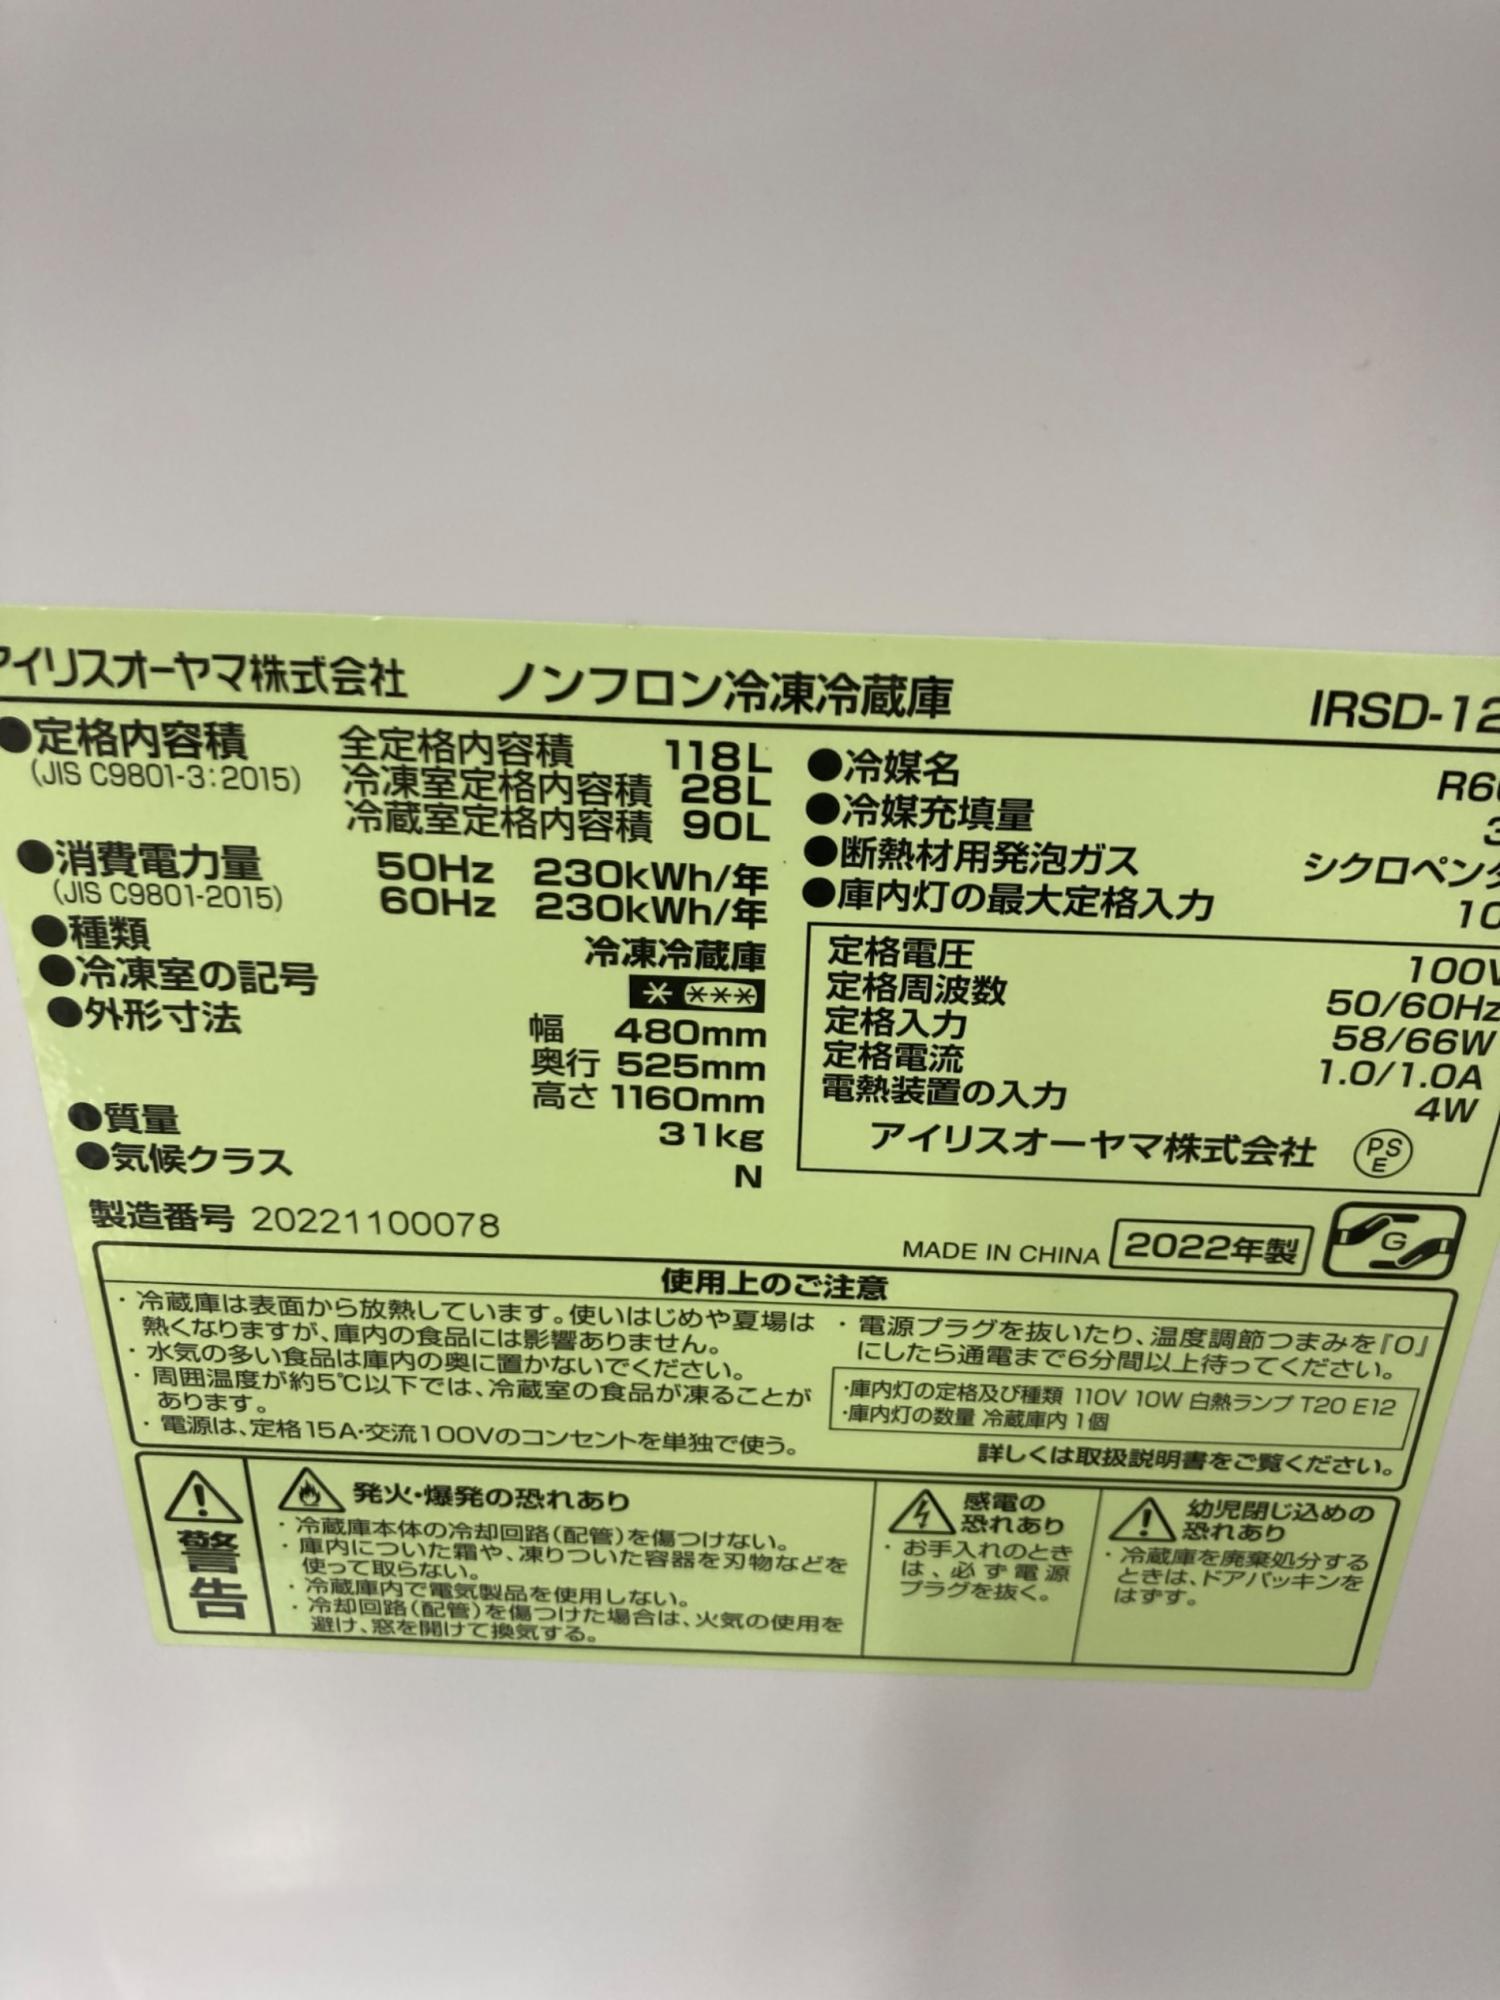 アイリスオーヤマ株式会社 ノンフロン冷凍冷蔵庫 IRSD-12
●定格内容積 全定格内容積 118L
(JIS C9801-3:2015) 冷凍室定格内容積 28L
冷蔵室定格内容積 90L
●消費電力量 50Hz 230kWh/年
(JIS C9801-2015) 60Hz 230kWh/年
●種類 冷凍冷蔵庫
●冷凍室の記号 * (***)
●外形寸法 幅 480mm
奥行 525mm
高さ 1160mm
●質量 31kg
●気候クラス N
製造番号 20221100078
●冷媒名 R6
●冷媒充填量 3
●断熱材用発泡ガス シクロペンタ
●庫内灯の最大定格入力 10
定格電圧 100V
定格周波数 50/60Hz
定格入力 58/66W
定格電流 1.0/1.0A
電熱装置の入力 4W
アイリスオーヤマ株式会社 PS E
MADE IN CHINA 2022年製 G
使用上のご注意
・冷蔵庫は表面から放熱しています。使いはじめや夏場は
熱くなりますが、庫内の食品には影響ありません。
・水気の多い食品は庫内の奥に置かないでください。
・周囲温度が約5℃以下では、冷蔵室の食品が凍ることが
あります。
・電源は、定格15A・交流100Vのコンセントを単独で使う。
・電源プラグを抜いたり、温度調節つまみを『0』
にしたら通電まで6分間以上待ってください。
・庫内灯の定格及び種類 110V 10W 白熱ランプ T20 E12
・庫内灯の数量 冷蔵庫内 1個
詳しくは取扱説明書をご覧ください。
警告
発火・爆発の恐れあり
・冷蔵庫本体の冷却回路(配管)を傷つけない。
・庫内についた霜や、凍りついた容器を刃物などを
使って取らない。
・冷蔵庫内で電気製品を使用しない。
・冷却回路(配管)を傷つけた場合は、火気の使用を
避け、窓を開けて換気する。
感電の
恐れあり
・お手入れのとき
は、必ず電源
プラグを抜く。
幼児閉じ込めの
恐れあり
・冷蔵庫を廃棄処分する
ときは、ドアパッキンを
はずす。